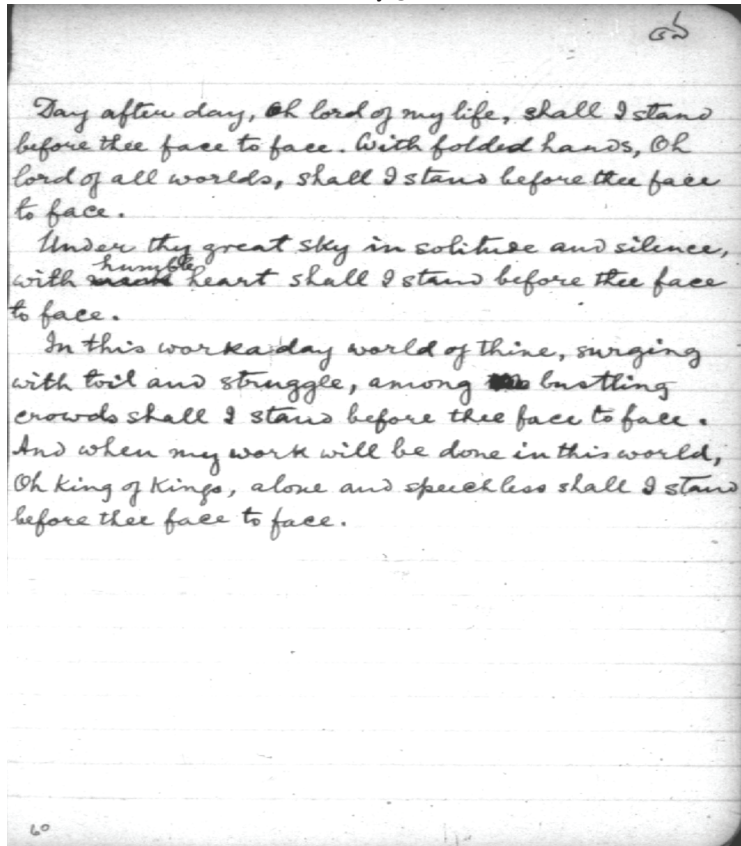 Day after day, Oh lord of my life, shall I stand
before thee face to face. With folded hands, Oh
lord of all worlds, shall I stand before thee face
to face.
Under thy great sky in solitude and silence,
with humble heart shall I stand before thee face
to face.
In this workaday world of thine, surging
with toil and struggle, among bustling
crowds shall I stand before thee face to face.
And when my work will be done in this world,
Oh King of Kings, alone and speechless shall I stand
before thee face to face.
60